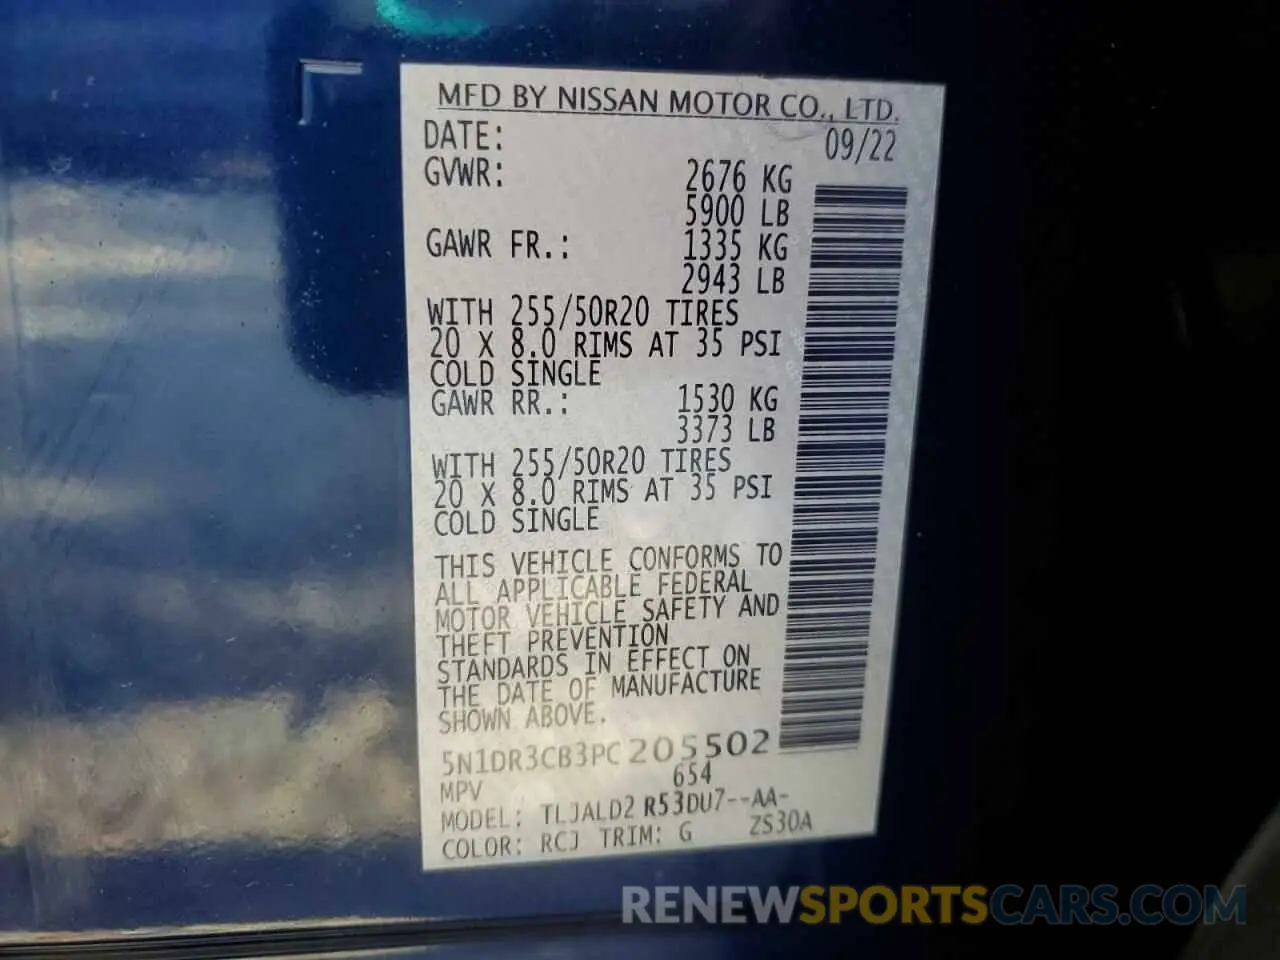 MFD BY NISSAN MOTOR CO., LTD.
DATE: 09/22
GVWR: 2676 KG
5900 LB
GAWR FR.: 1335 KG
2943 LB
WITH 255/50R20 TIRES
20 X 8.0 RIMS AT 35 PSI
COLD SINGLE
GAWR RR.: 1530 KG
3373 LB
WITH 255/50R20 TIRES
20 X 8.0 RIMS AT 35 PSI
COLD SINGLE
THIS VEHICLE CONFORMS TO
ALL APPLICABLE FEDERAL
MOTOR VEHICLE SAFETY AND
THEFT PREVENTION
STANDARDS IN EFFECT ON
THE DATE OF MANUFACTURE
SHOWN ABOVE.
5N1DR3CB3PC205502
MPV 654
MODEL: TLJALD2 R53DU7--AA-
COLOR: RCJ TRIM: G ZS30A
RENEWSPORTSCARS.COM